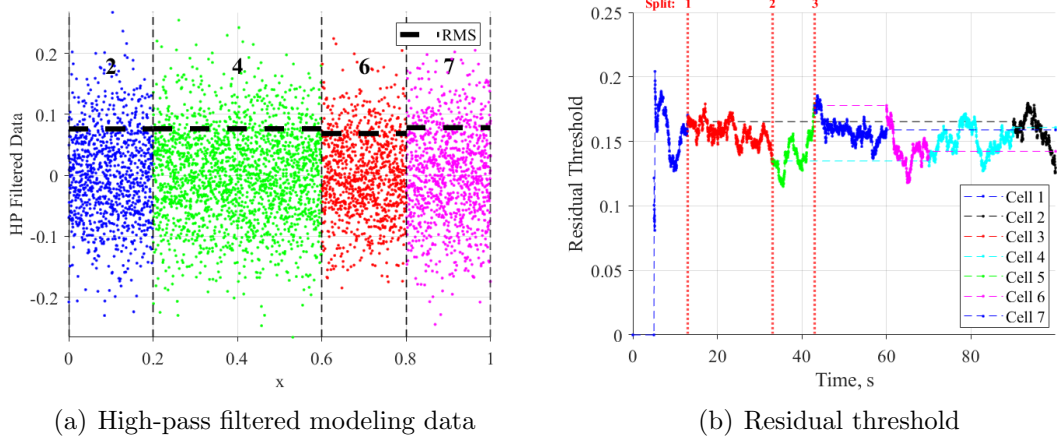 Split: 1 2 3
0.2
0.1
0
-0.1
-0.2
HP Filtered Data
2 4 6 7
RMS
0 0.2 0.4 0.6 0.8 1
x
(a) High-pass filtered modeling data
0.25
0.2
0.15
0.1
0.05
0
Residual Threshold
Cell 1
Cell 2
Cell 3
Cell 4
Cell 5
Cell 6
Cell 7
0 20 40 60 80
Time, s
(b) Residual threshold